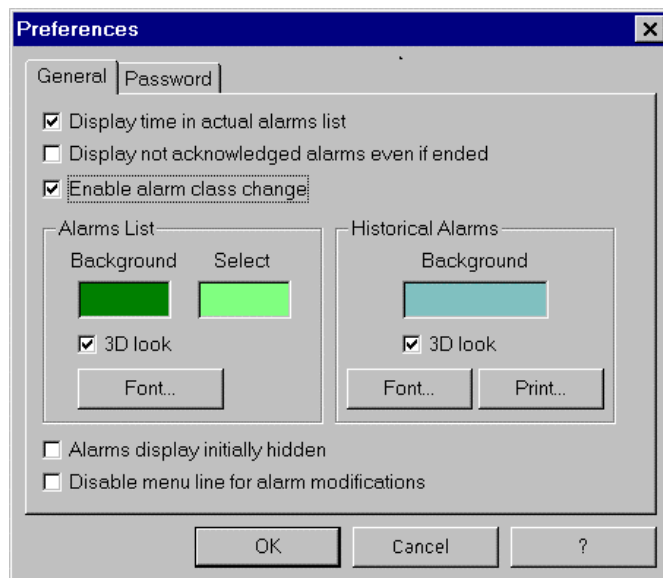 Preferences
General Password
Display time in actual alarms list
Display not acknowledged alarms even if ended
Enable alarm class change
Alarms List Historical Alarms
Background Select Background
3D look 3D look
Font... Font... Print...
Alarms display initially hidden
Disable menu line for alarm modifications
OK Cancel ?